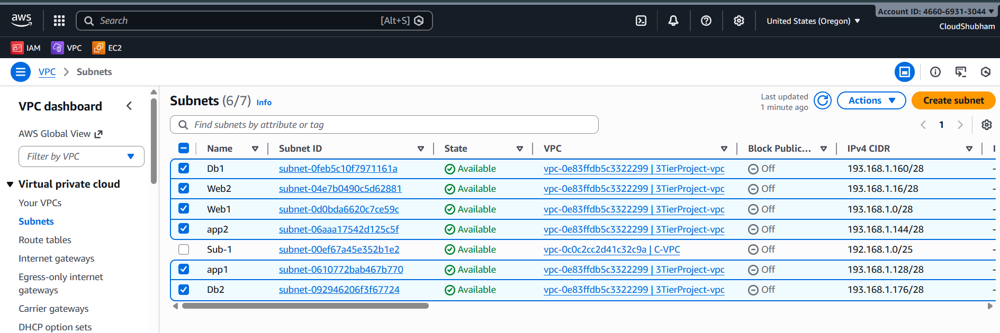 aws
Search [Alt+S]
United States (Oregon)
Account ID: 4660-6931-3044
CloudShubham
IAM VPC EC2
VPC > Subnets
VPC dashboard
AWS Global View
Filter by VPC
Virtual private cloud
Your VPCs
Subnets
Route tables
Internet gateways
Egress-only internet
gateways
Carrier gateways
DHCP option sets
Subnets (6/7) Info
Last updated
1 minute ago
Actions
Create subnet
Find subnets by attribute or tag
1
Name Subnet ID State VPC Block Public... IPv4 CIDR
Db1 subnet-0feb5c10f7971161a Available vpc-0e83ffdb5c3322299 | 3TierProject-vpc Off 193.168.1.160/28 -
Web2 subnet-04e7b0490c5d62881 Available vpc-0e83ffdb5c3322299 | 3TierProject-vpc Off 193.168.1.16/28 -
Web1 subnet-0d0bda6620c7ce59c Available vpc-0e83ffdb5c3322299 | 3TierProject-vpc Off 193.168.1.0/28 -
app2 subnet-06aaa17542d125c5f Available vpc-0e83ffdb5c3322299 | 3TierProject-vpc Off 193.168.1.144/28 -
Sub-1 subnet-00ef67a45e352b1e2 Available vpc-0c0c2cc2d41c32c9a | C-VPC Off 192.168.1.0/25 -
app1 subnet-0610772bab467b770 Available vpc-0e83ffdb5c3322299 | 3TierProject-vpc Off 193.168.1.128/28 -
Db2 subnet-092946206f3f67724 Available vpc-0e83ffdb5c3322299 | 3TierProject-vpc Off 193.168.1.176/28 -